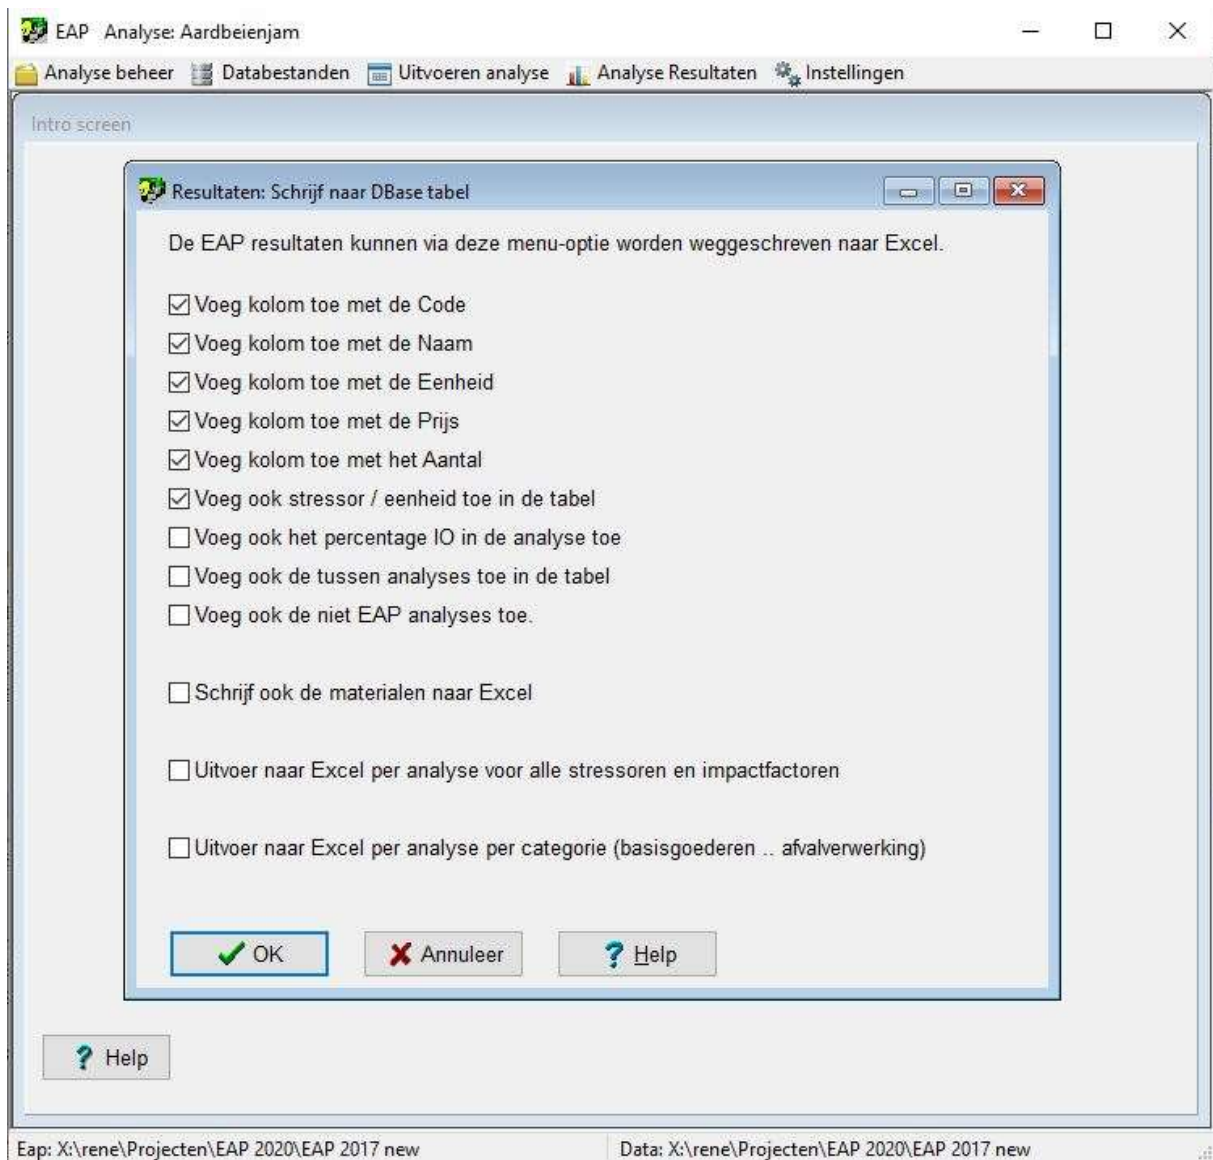 EAP Analyse: Aardbeienjam
Analyse beheer Databestanden Uitvoeren analyse Analyse Resultaten Instellingen
Intro screen
Resultaten: Schrijf naar DBase tabel
De EAP resultaten kunnen via deze menu-optie worden weggeschreven naar Excel.
Voeg kolom toe met de Code
Voeg kolom toe met de Naam
Voeg kolom toe met de Eenheid
Voeg kolom toe met de Prijs
Voeg kolom toe met het Aantal
Voeg ook stressor / eenheid toe in de tabel
Voeg ook het percentage IO in de analyse toe
Voeg ook de tussen analyses toe in de tabel
Voeg ook de niet EAP analyses toe.
Schrijf ook de materialen naar Excel
Uitvoer naar Excel per analyse voor alle stressoren en impactfactoren
Uitvoer naar Excel per analyse per categorie (basisgoederen .. afvalverwerking)
OK Annuleer Help
Help
Eap: X:\rene\Projecten\EAP 2020\EAP 2017 new Data: X:\rene\Projecten\EAP 2020\EAP 2017 new